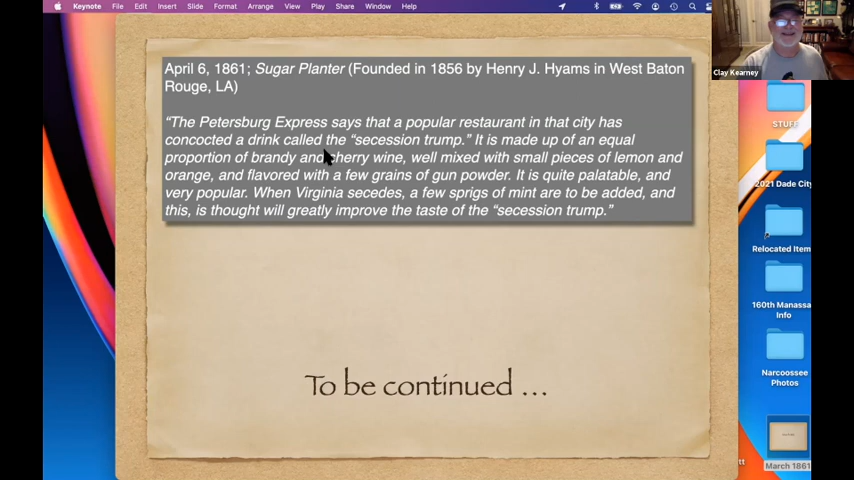 Keynote File Edit Insert Slide Format Arrange View Play Share Window Help
Clay Kearney
April 6, 1861; Sugar Planter (Founded in 1856 by Henry J. Hyams in West Baton
Rouge, LA)
“The Petersburg Express says that a popular restaurant in that city has
concocted a drink called the “secession trump.” It is made up of an equal
proportion of brandy and cherry wine, well mixed with small pieces of lemon and
orange, and flavored with a few grains of gun powder. It is quite palatable, and
very popular. When Virginia secedes, a few sprigs of mint are to be added, and
this, is thought will greatly improve the taste of the “secession trump.”
To be continued …
STUFF
2021 Dade City
Relocated Item
160th Manassa
Info
Narcoossee
Photos
tt
March 1861